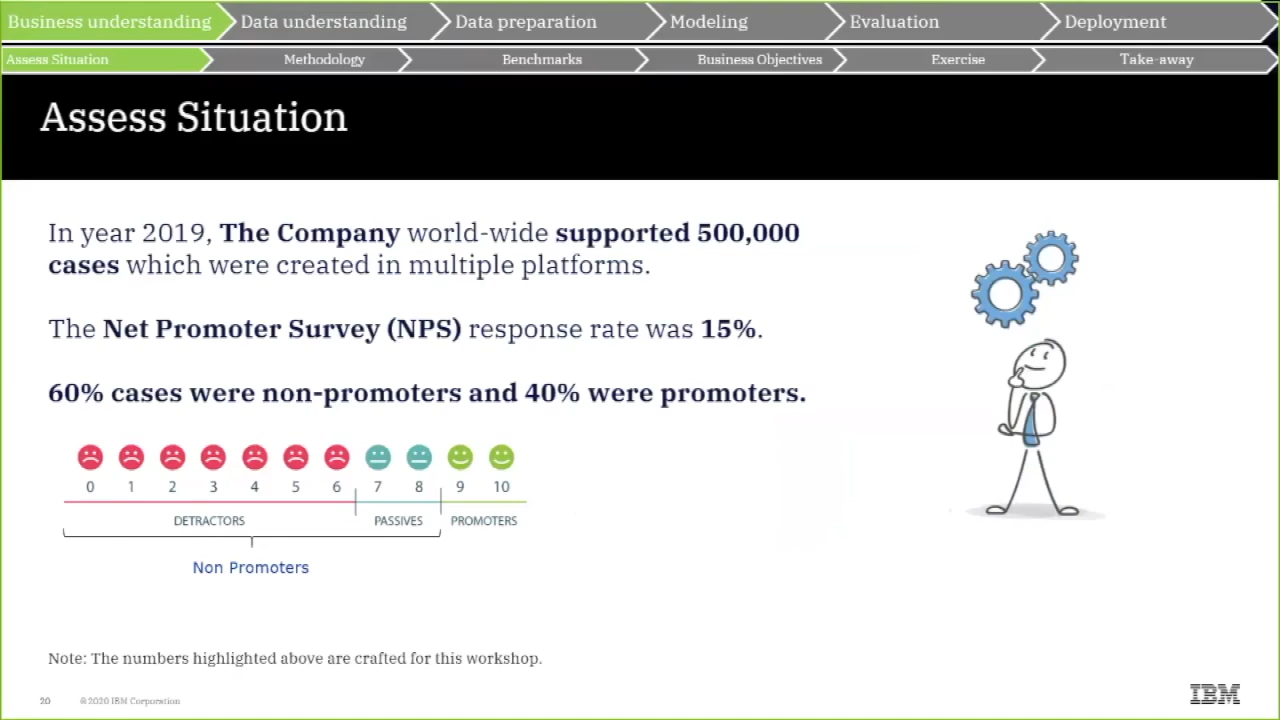 Business understanding Data understanding Data preparation Modeling Evaluation Deployment
Assess Situation Methodology Benchmarks Business Objectives Exercise Take-away
Assess Situation
In year 2019, The Company world-wide supported 500,000
cases which were created in multiple platforms.
The Net Promoter Survey (NPS) response rate was 15%.
60% cases were non-promoters and 40% were promoters.
0 1 2 3 4 5 6 7 8 9 10
DETRACTORS PASSIVES PROMOTERS
Non Promoters
Note: The numbers highlighted above are crafted for this workshop.
20 © 2020 IBM Corporation
IBM